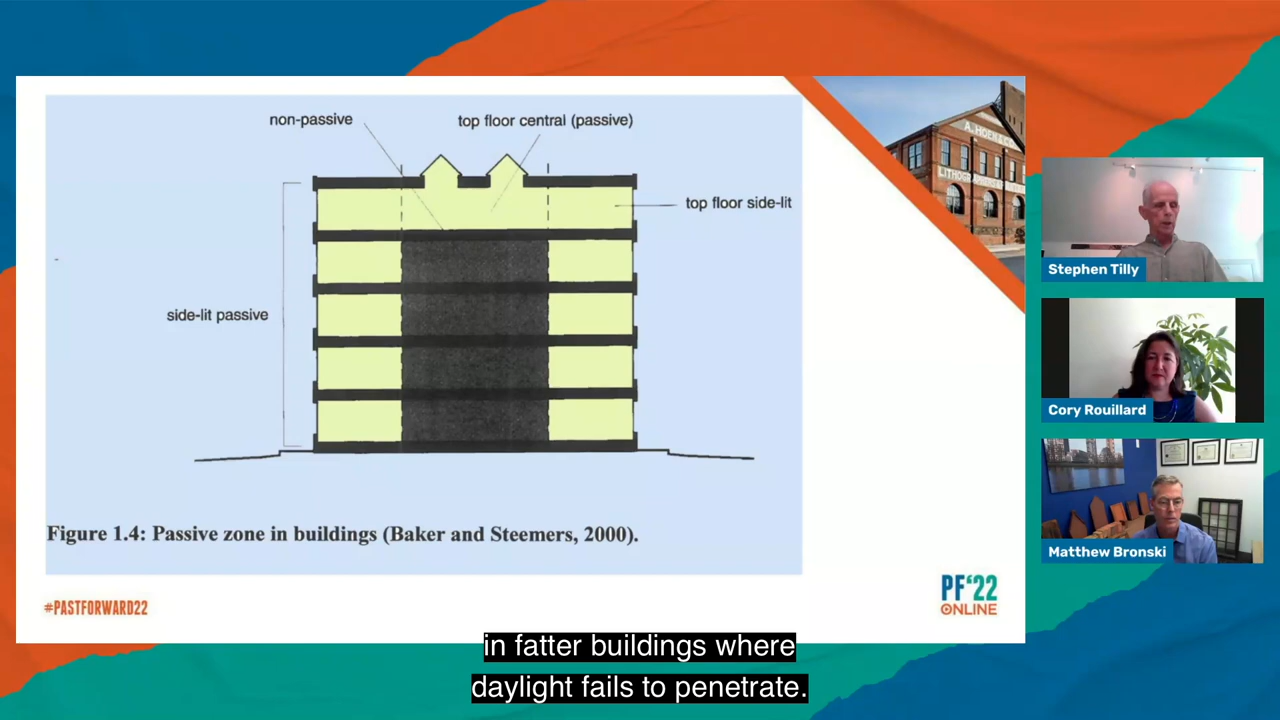 non-passive
top floor central (passive)
top floor side-lit
side-lit passive
Figure 1.4: Passive zone in buildings (Baker and Steemers, 2000).
A. HOEN & CO.
#PASTFORWARD22
PF'22
ONLINE
Stephen Tilly
Cory Rouillard
Matthew Bronski
in fatter buildings where
daylight fails to penetrate.